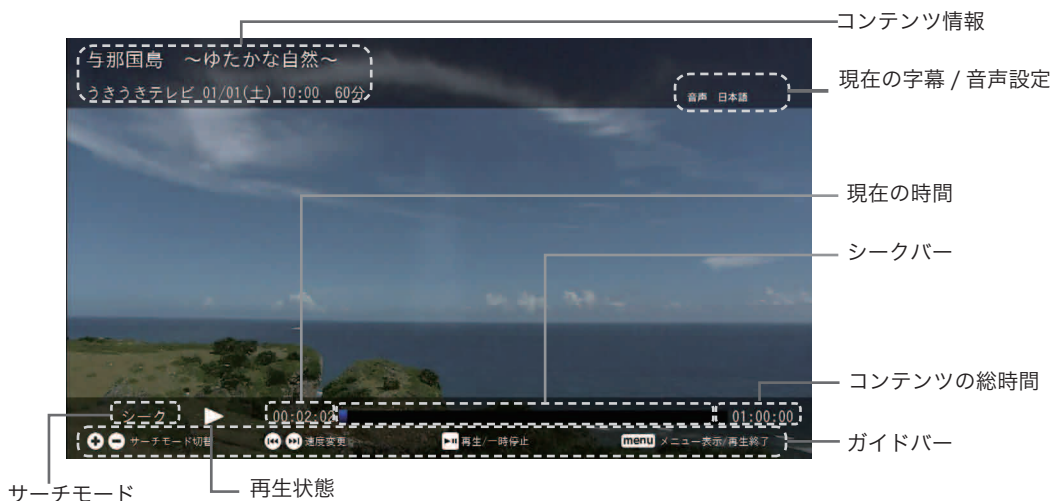 コンテンツ情報
与那国島　～ゆたかな自然～
うきうきテレビ 01/01(土) 10:00　60分
現在の字幕 / 音声設定
音声　日本語
現在の時間
シークバー
コンテンツの総時間
シーク
00:02:02
01:00:00
サーチモード切替
速度変更
再生/一時停止
menu メニュー表示/再生終了
ガイドバー
サーチモード
再生状態